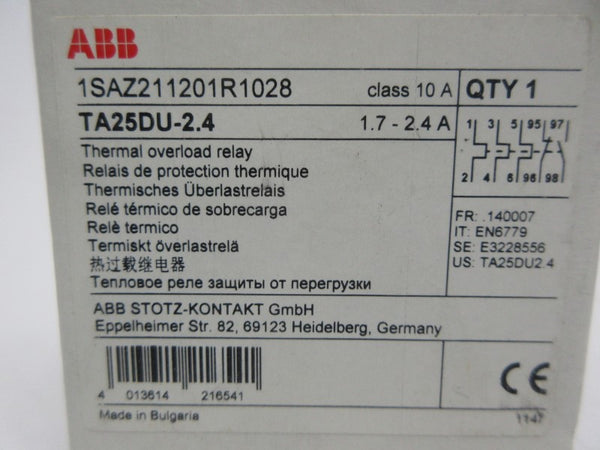 ABB
1SAZ211201R1028 class 10 A QTY 1
TA25DU-2.4 1.7 - 2.4 A
1 3 5 95 97
2 4 6 96 98
Thermal overload relay
Relais de protection thermique
Thermisches Überlastrelais
Relé térmico de sobrecarga
Relè termico
Termiskt överlastrelä
热过载继电器
Тепловое реле защиты от перегрузки
FR: .140007
IT: EN6779
SE: E3228556
US: TA25DU2.4
ABB STOTZ-KONTAKT GmbH
Eppelheimer Str. 82, 69123 Heidelberg, Germany
4 013614 216541
CE
Made in Bulgaria
1147